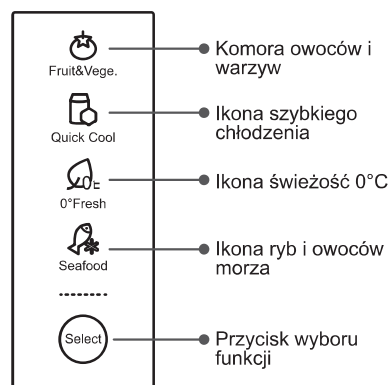 Fruit&Vege.
Komora owoców i
warzyw
Quick Cool
Ikona szybkiego
chłodzenia
0°Fresh
Ikona świeżość 0°C
Seafood
Ikona ryb i owoców
morza
Select
Przycisk wyboru
funkcji